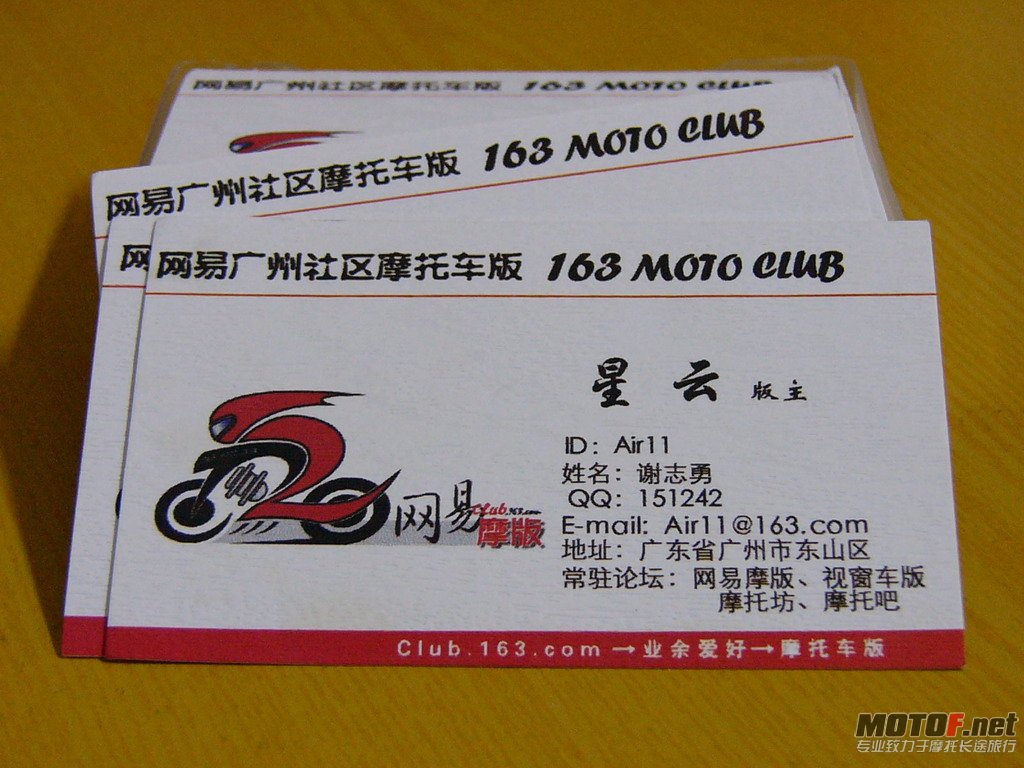 网易广州社区摩托车版 163 MOTO CLUB
网易广州社区摩托车版 163 MOTO CLUB
网
网易广州社区摩托车版 163 MOTO CLUB
星云 版主
ID: Air11
姓名: 谢志勇
QQ: 151242
E-mail: Air11@163.com
地址: 广东省广州市东山区
常驻论坛: 网易摩版、视窗车版
摩托坊、摩托吧
网易 Club.163.com
摩版
Club.163.com→业余爱好→摩托车版
MOTOF.net
专业致力于摩托长途旅行